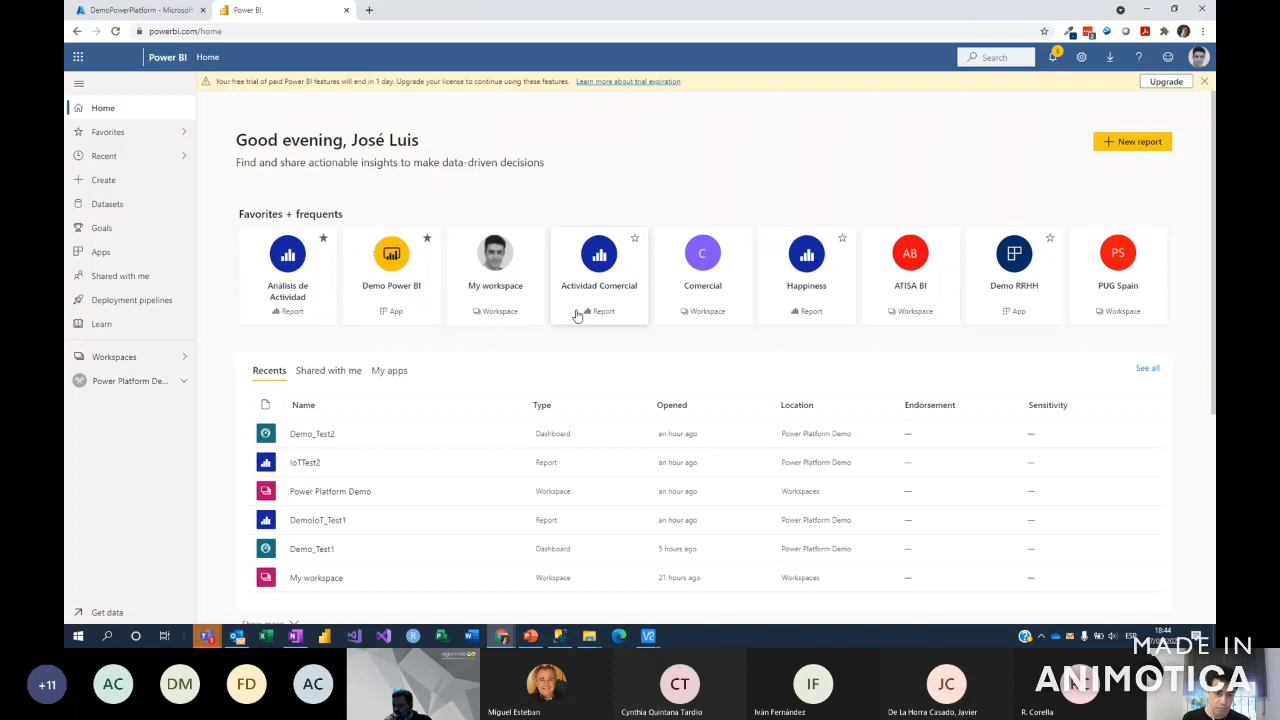 DemoPowerPlatform - Microsof
Power BI
powerbi.com/home
Power BI Home
Search
5
Your free trial of paid Power BI features will end in 1 day. Upgrade your license to continue using these features. Learn more about trial expiration
Upgrade
Home
Favorites
Recent
Create
Datasets
Goals
Apps
Shared with me
Deployment pipelines
Learn
Workspaces
Power Platform De...
Get data
Good evening, José Luis
Find and share actionable insights to make data-driven decisions
New report
Favorites + frequents
Análisis de Actividad
Report
Demo Power BI
App
My workspace
Workspace
Actividad Comercial
Report
C
Comercial
Workspace
Happiness
Report
AB
ATISA BI
Workspace
Demo RRHH
App
PS
PUG Spain
Workspace
Recents Shared with me My apps
See all
Name Type Opened Location Endorsement Sensitivity
Demo_Test2 Dashboard an hour ago Power Platform Demo — —
IoTTest2 Report an hour ago Power Platform Demo — —
Power Platform Demo Workspace an hour ago Workspaces — —
DemoIoT_Test1 Report an hour ago Power Platform Demo — —
Demo_Test1 Dashboard 5 hours ago Power Platform Demo — —
My workspace Workspace 21 hours ago Workspaces — —
Show more
ESP
18:44
MADE IN
ANIMOTICA
+11
AC
DM
FD
AC
Miguel Esteban
CT
Cynthia Quintana Tardio
IF
Iván Fernández
JC
De La Horra Casado, Javier
R. Corella